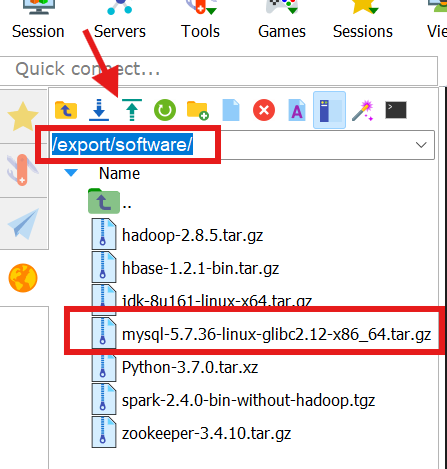 Session Servers Tools Games Sessions
Quick connect...
/export/software/
Name
..
hadoop-2.8.5.tar.gz
hbase-1.2.1-bin.tar.gz
jdk-8u161-linux-x64.tar.gz
mysql-5.7.36-linux-glibc2.12-x86_64.tar.gz
Python-3.7.0.tar.xz
spark-2.4.0-bin-without-hadoop.tgz
zookeeper-3.4.10.tar.gz